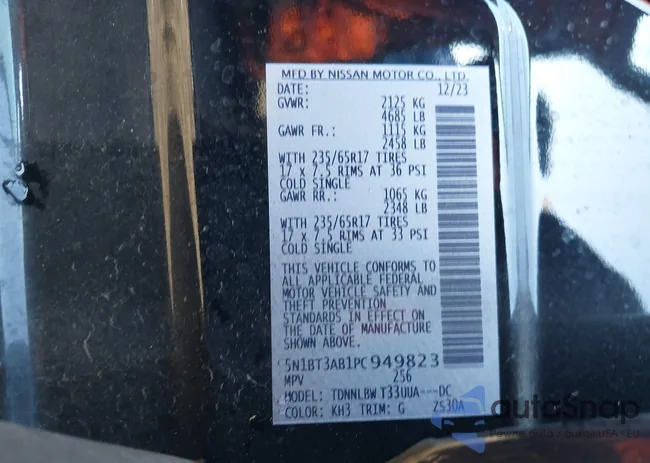 MFD BY NISSAN MOTOR CO., LTD.
DATE: 12/23
GVWR: 2125 KG
4685 LB
GAWR FR.: 1115 KG
2458 LB
WITH 235/65R17 TIRES
17 x 7.5 RIMS AT 36 PSI
COLD SINGLE
GAWR RR.: 1065 KG
2348 LB
WITH 235/65R17 TIRES
17 x 7.5 RIMS AT 33 PSI
COLD SINGLE
THIS VEHICLE CONFORMS TO
ALL APPLICABLE FEDERAL
MOTOR VEHICLE SAFETY AND
THEFT PREVENTION
STANDARDS IN EFFECT ON
THE DATE OF MANUFACTURE
SHOWN ABOVE.
5N1BT3AB1PC949823
MPV 256
MODEL: TDNNLBW T33UUA---DC
COLOR: KH3 TRIM: G ZS30A
autoSnap